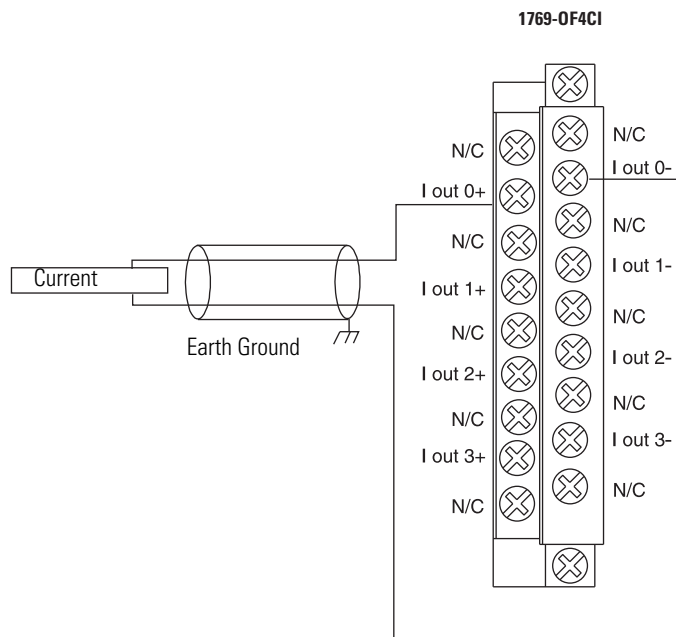 1769-OF4CI
N/C
I out 0+
N/C
I out 1+
N/C
I out 2+
N/C
I out 3+
N/C
N/C
I out 0-
N/C
I out 1-
N/C
I out 2-
N/C
I out 3-
N/C
Current
Earth Ground